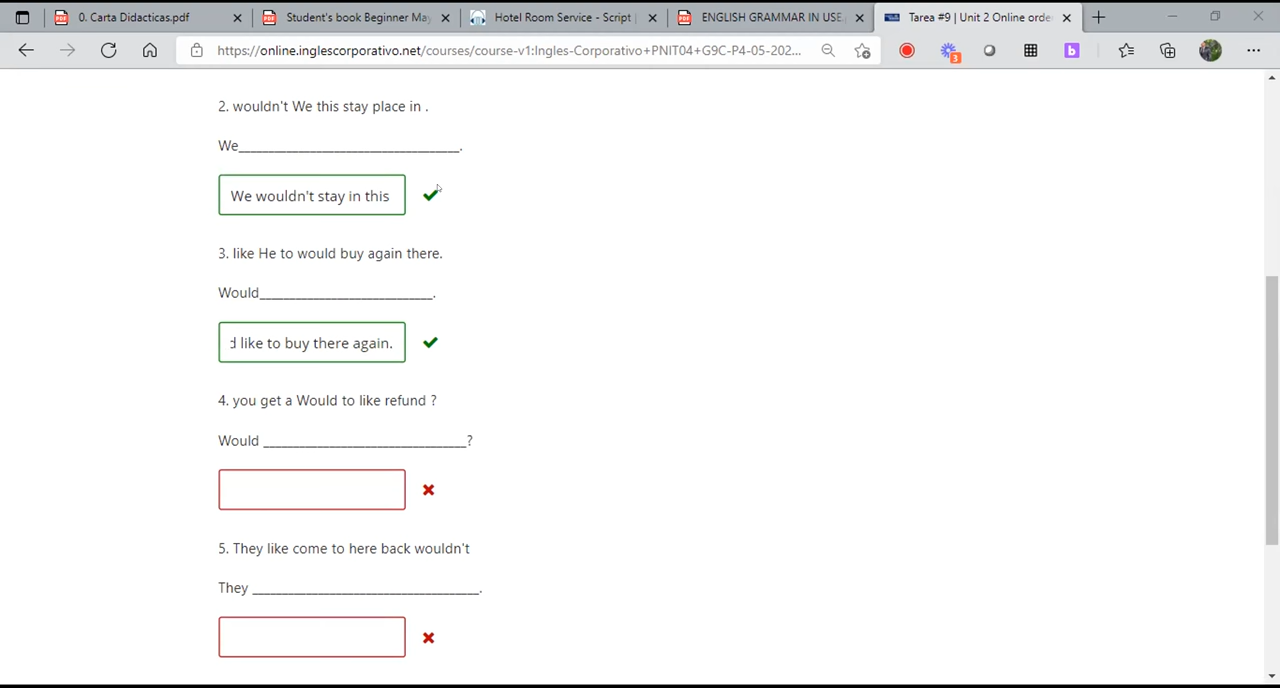 0. Carta Didacticas.pdf
Student's book Beginner May
Hotel Room Service - Script
ENGLISH GRAMMAR IN USE
Tarea #9 | Unit 2 Online orde
https://online.inglescorporativo.net/courses/course-v1:Ingles-Corporativo+PNIT04+G9C-P4-05-202...
3
b
2. wouldn't We this stay place in .
We______________________________.
We wouldn't stay in this
3. like He to would buy again there.
Would________________________.
d like to buy there again.
4. you get a Would to like refund ?
Would ____________________________?
5. They like come to here back wouldn't
They _______________________________.